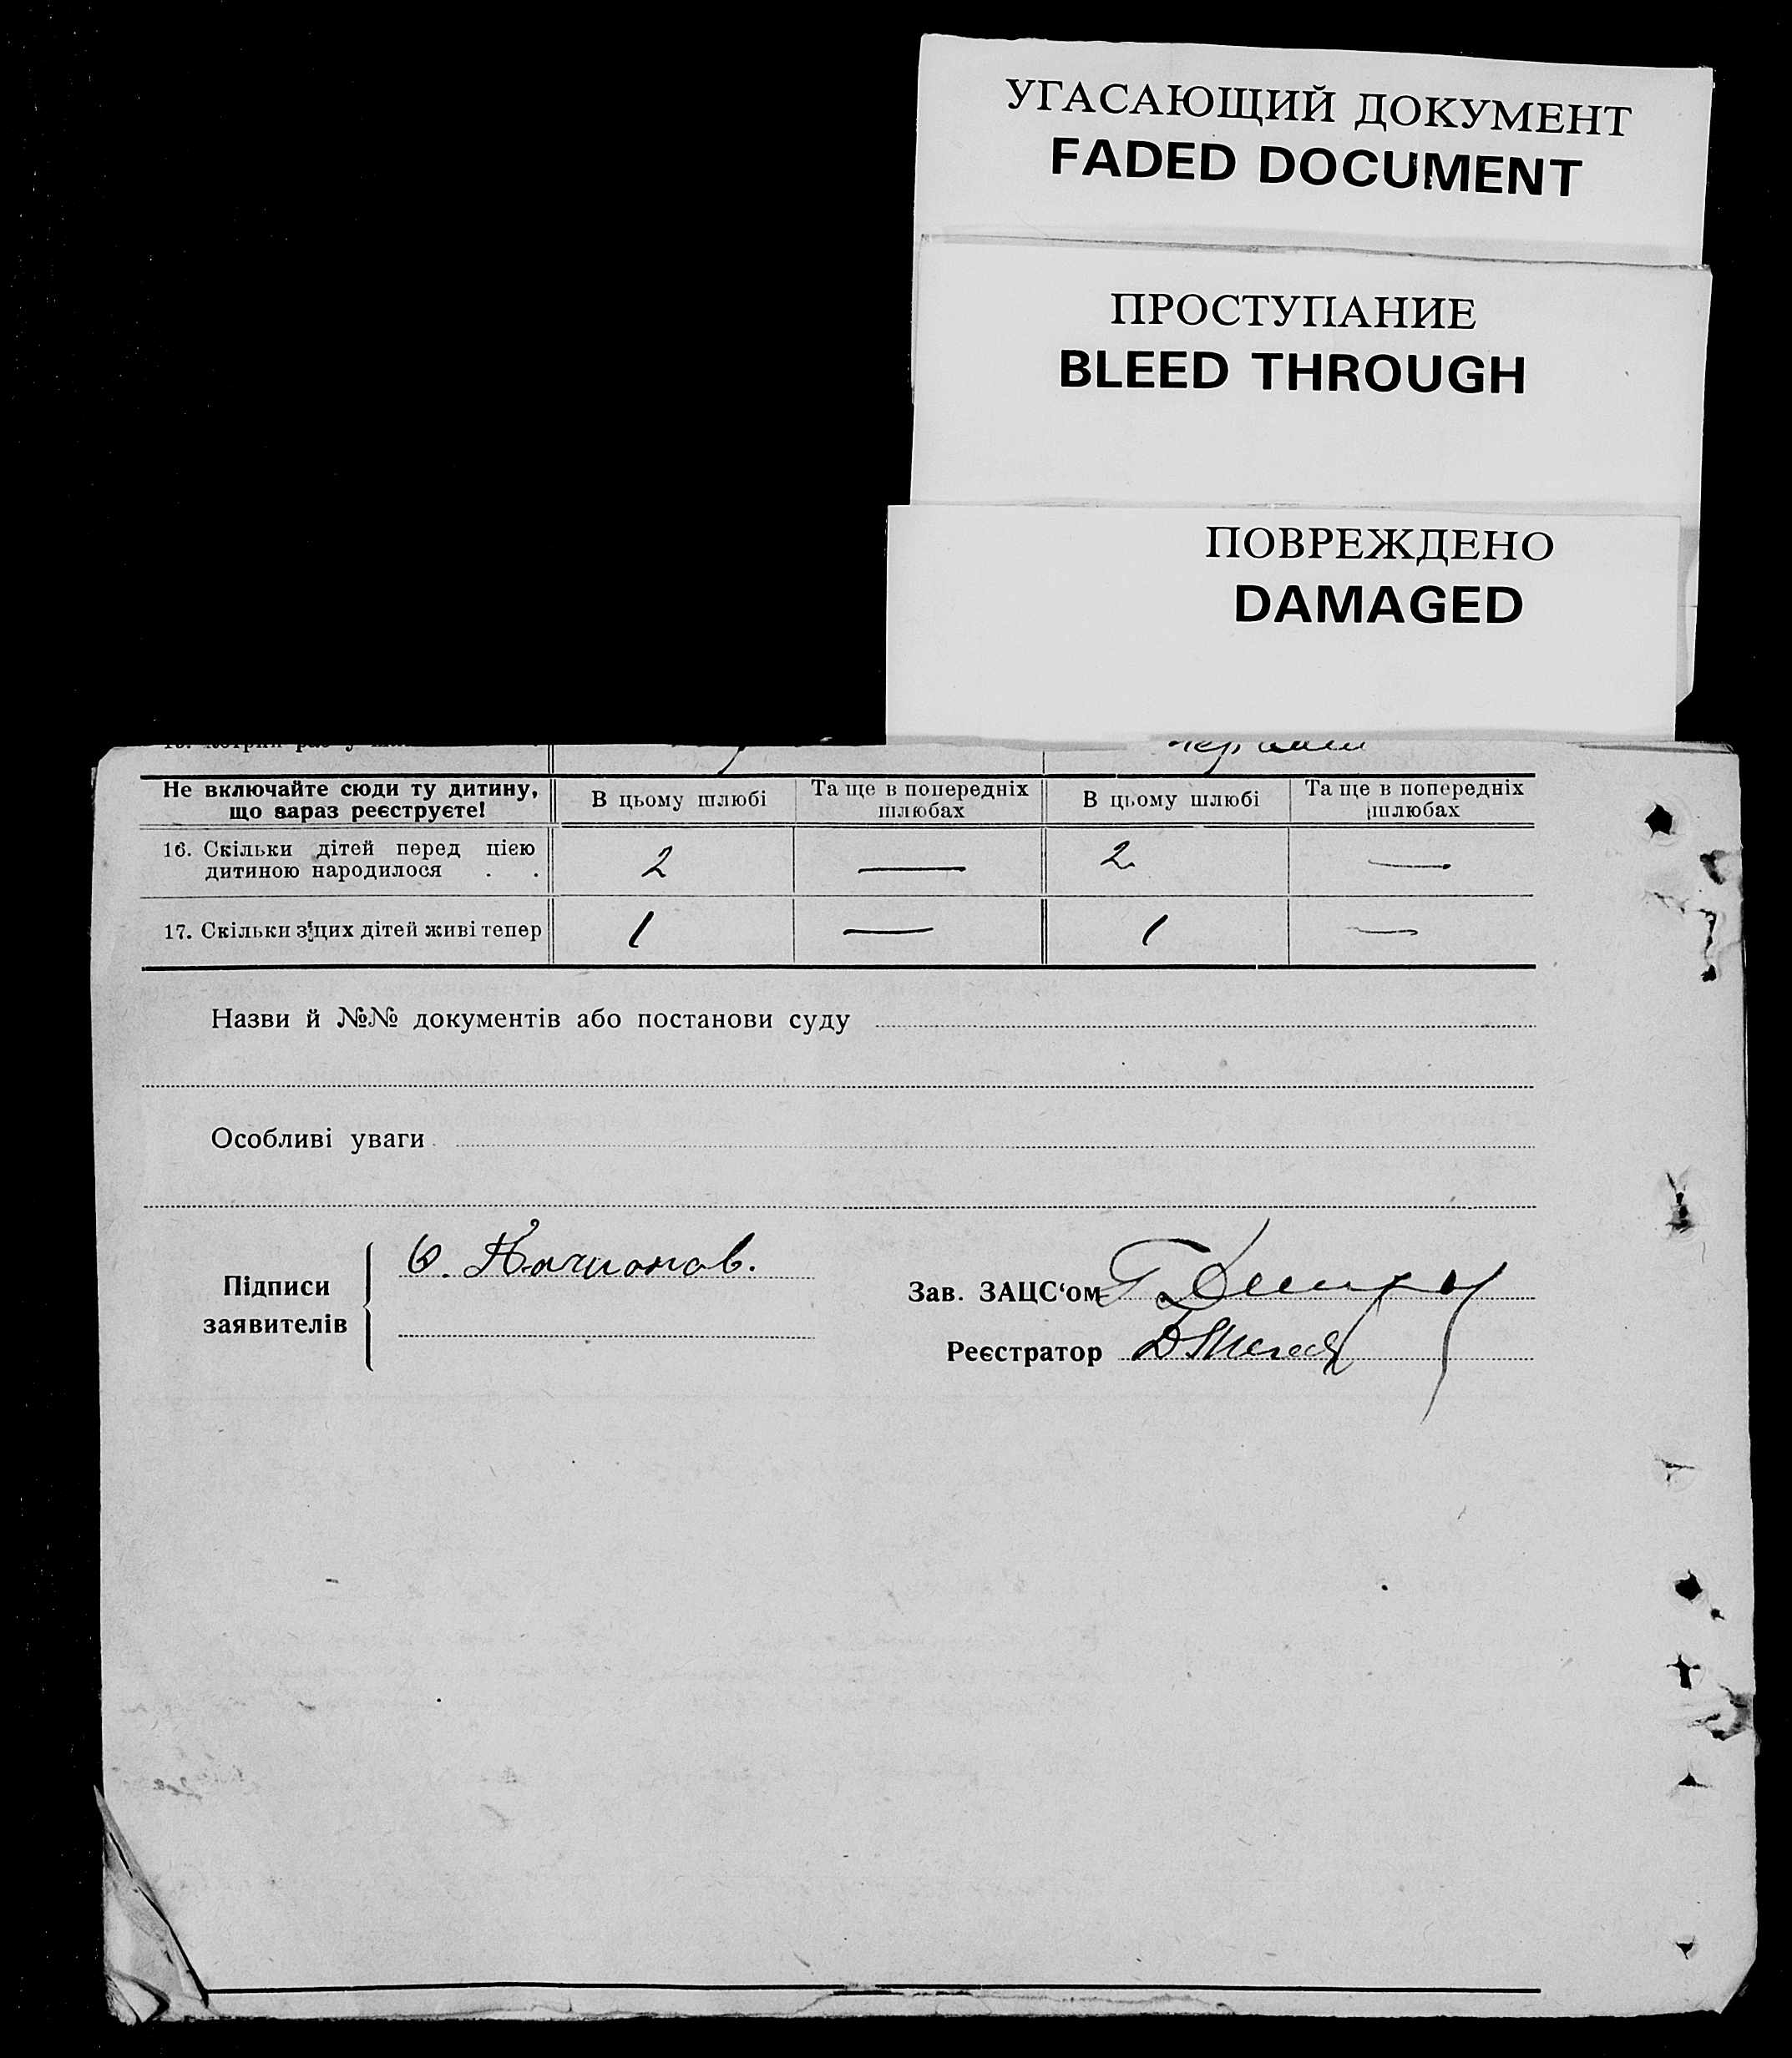 УГАСАЮЩИЙ ДОКУМЕНТ
FADED DOCUMENT
ПРОСТУПАНИЕ
BLEED THROUGH
ПОВРЕЖДЕНО
DAMAGED
Не включайте сюди ту дитину, що зараз реєструєте!
В цьому шлюбі
Та ще в попередніх шлюбах
В цьому шлюбі
Та ще в попередніх шлюбах
16. Скільки дітей перед цією дитиною народилося . . 2 — 2 —
17. Скільки з цих дітей живі тепер 1 — 1 —
Назви й №№ документів або постанови суду
Особливі уваги
Підписи заявителів
Зав. ЗАЦС‘ом
Реєстратор